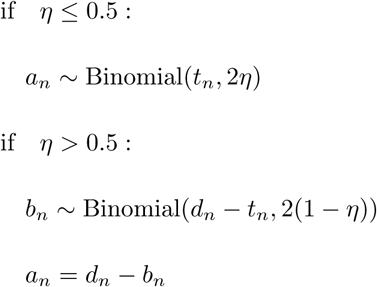 if η ≤ 0.5 :
a_n ∼ Binomial(t_n, 2η)
if η > 0.5 :
b_n ∼ Binomial(d_n − t_n, 2(1 − η))
a_n = d_n − b_n